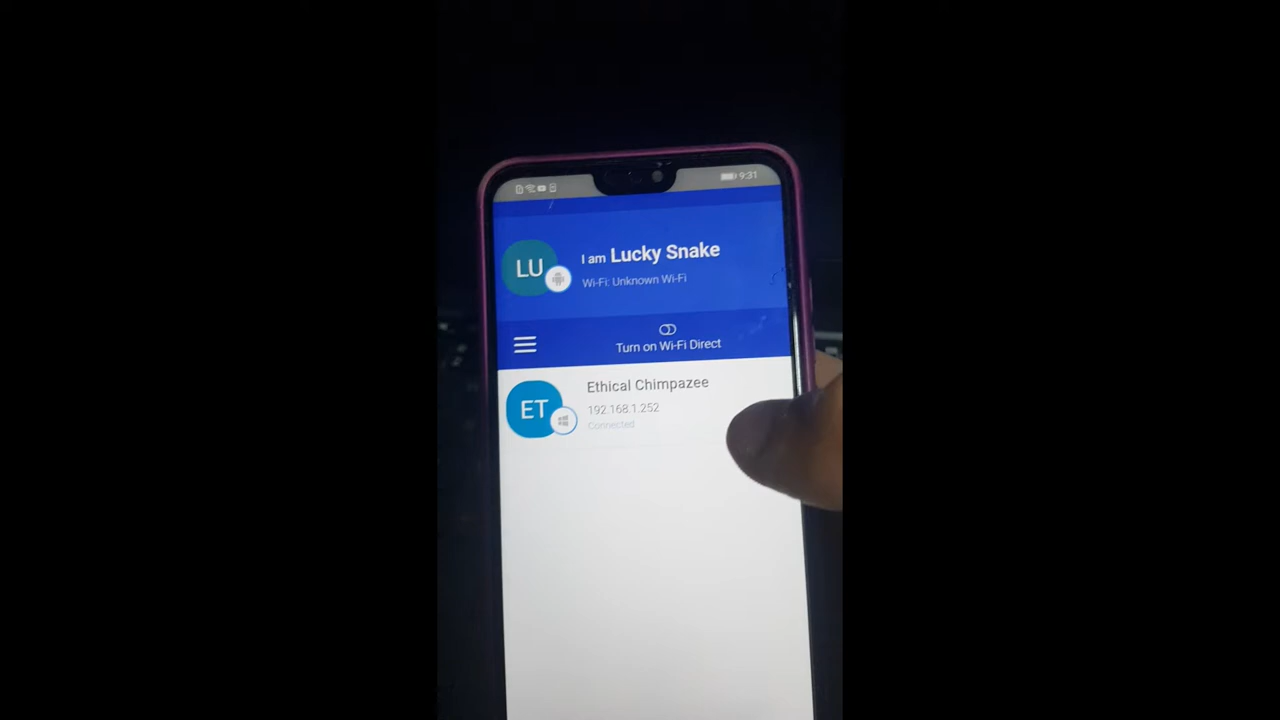 9:31
LU
I am Lucky Snake
Wi-Fi: Unknown Wi-Fi
Turn on Wi-Fi Direct
ET
Ethical Chimpazee
192.168.1.252
Connected